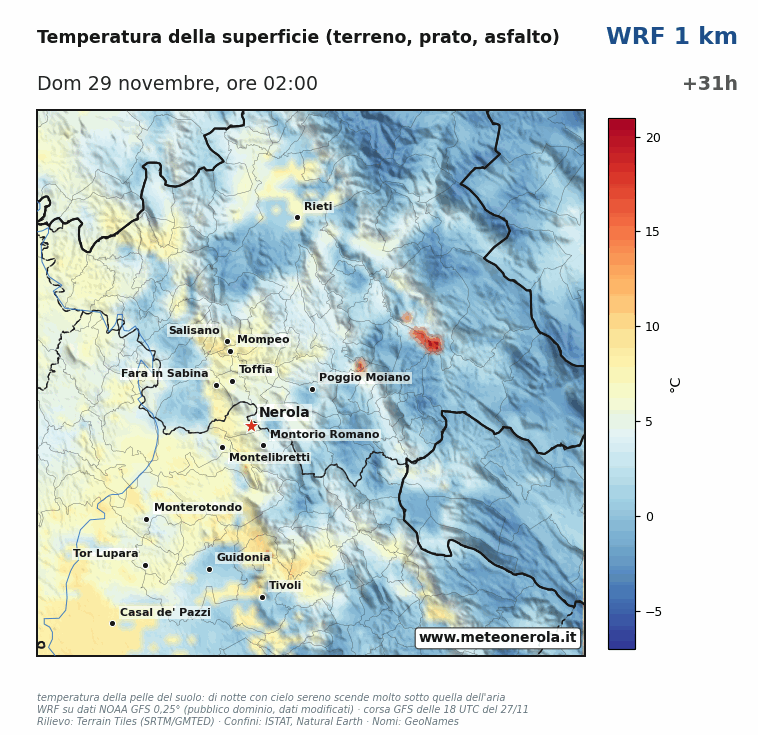 Temperatura della superficie (terreno, prato, asfalto)
WRF 1 km
Dom 29 novembre, ore 02:00
+31h
Rieti
Salisano
Mompeo
Fara in Sabina
Toffia
Poggio Moiano
Nerola
Montorio Romano
Montelibretti
Monterotondo
Tor Lupara
Guidonia
Tivoli
Casal de' Pazzi
www.meteonerola.it
20
15
10
5
0
−5
°C
temperatura della pelle del suolo: di notte con cielo sereno scende molto sotto quella dell'aria
WRF su dati NOAA GFS 0,25° (pubblico dominio, dati modificati) · corsa GFS delle 18 UTC del 27/11
Rilievo: Terrain Tiles (SRTM/GMTED) · Confini: ISTAT, Natural Earth · Nomi: GeoNames